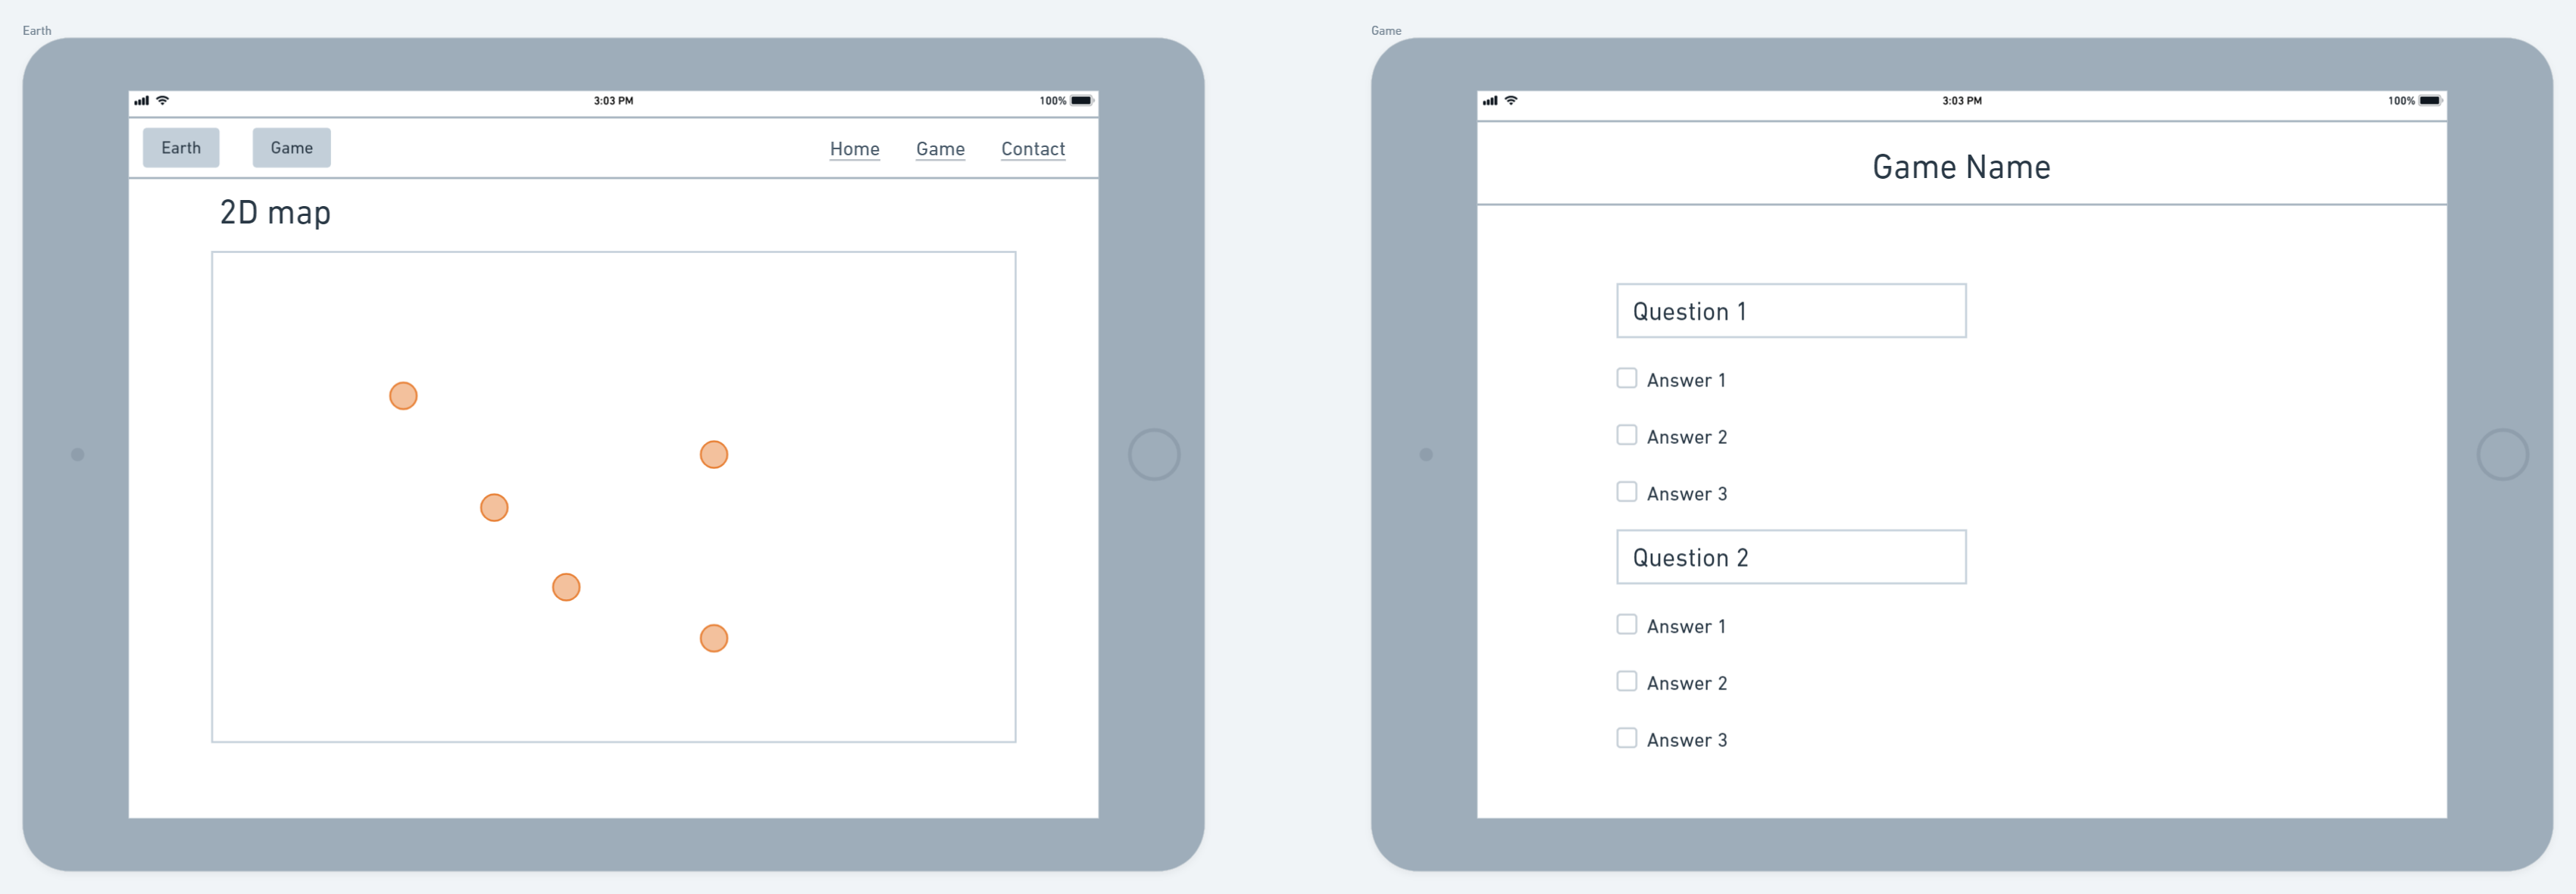 Earth
3:03 PM
100%
Earth
Game
Home
Game
Contact
2D map
Game
3:03 PM
100%
Game Name
Question 1
Answer 1
Answer 2
Answer 3
Question 2
Answer 1
Answer 2
Answer 3